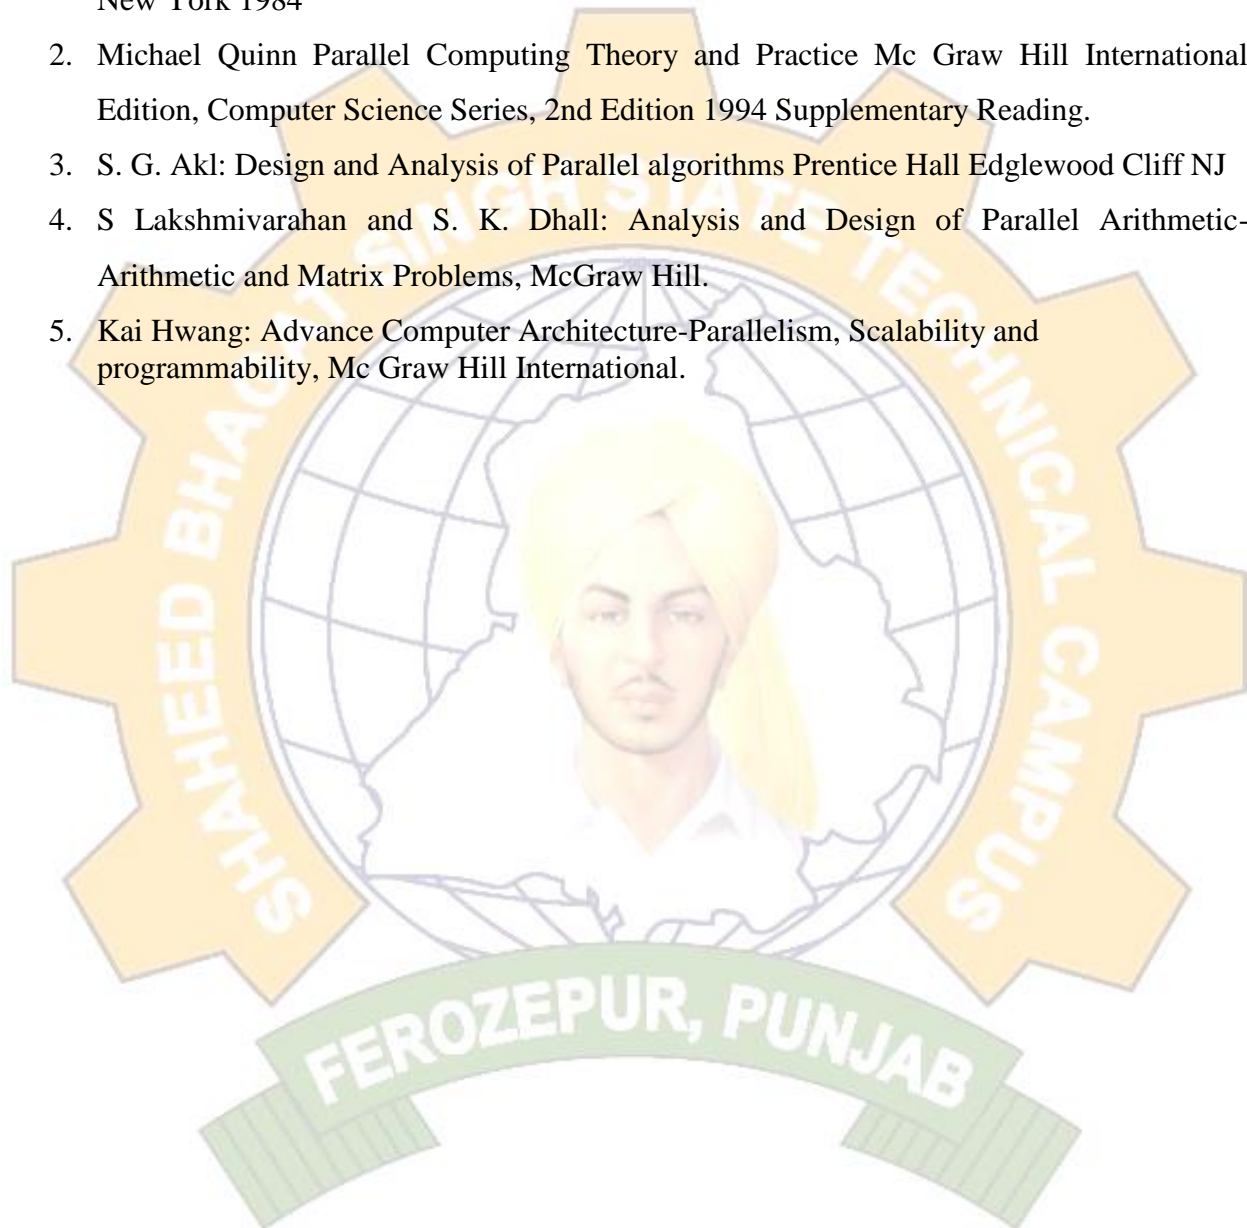 New York 1984
2. Michael Quinn Parallel Computing Theory and Practice Mc Graw Hill International
Edition, Computer Science Series, 2nd Edition 1994 Supplementary Reading.
3. S. G. Akl: Design and Analysis of Parallel algorithms Prentice Hall Edglewood Cliff NJ
4. S Lakshmivarahan and S. K. Dhall: Analysis and Design of Parallel Arithmetic-
Arithmetic and Matrix Problems, McGraw Hill.
5. Kai Hwang: Advance Computer Architecture-Parallelism, Scalability and
programmability, Mc Graw Hill International.
SHAHEED BHAGAT SINGH STATE TECHNICAL CAMPUS
FEROZEPUR, PUNJAB